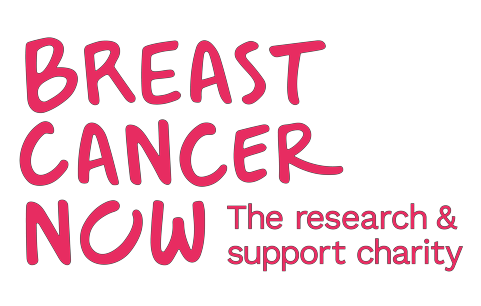 BREAST
CANCER
NOW
The research &
support charity